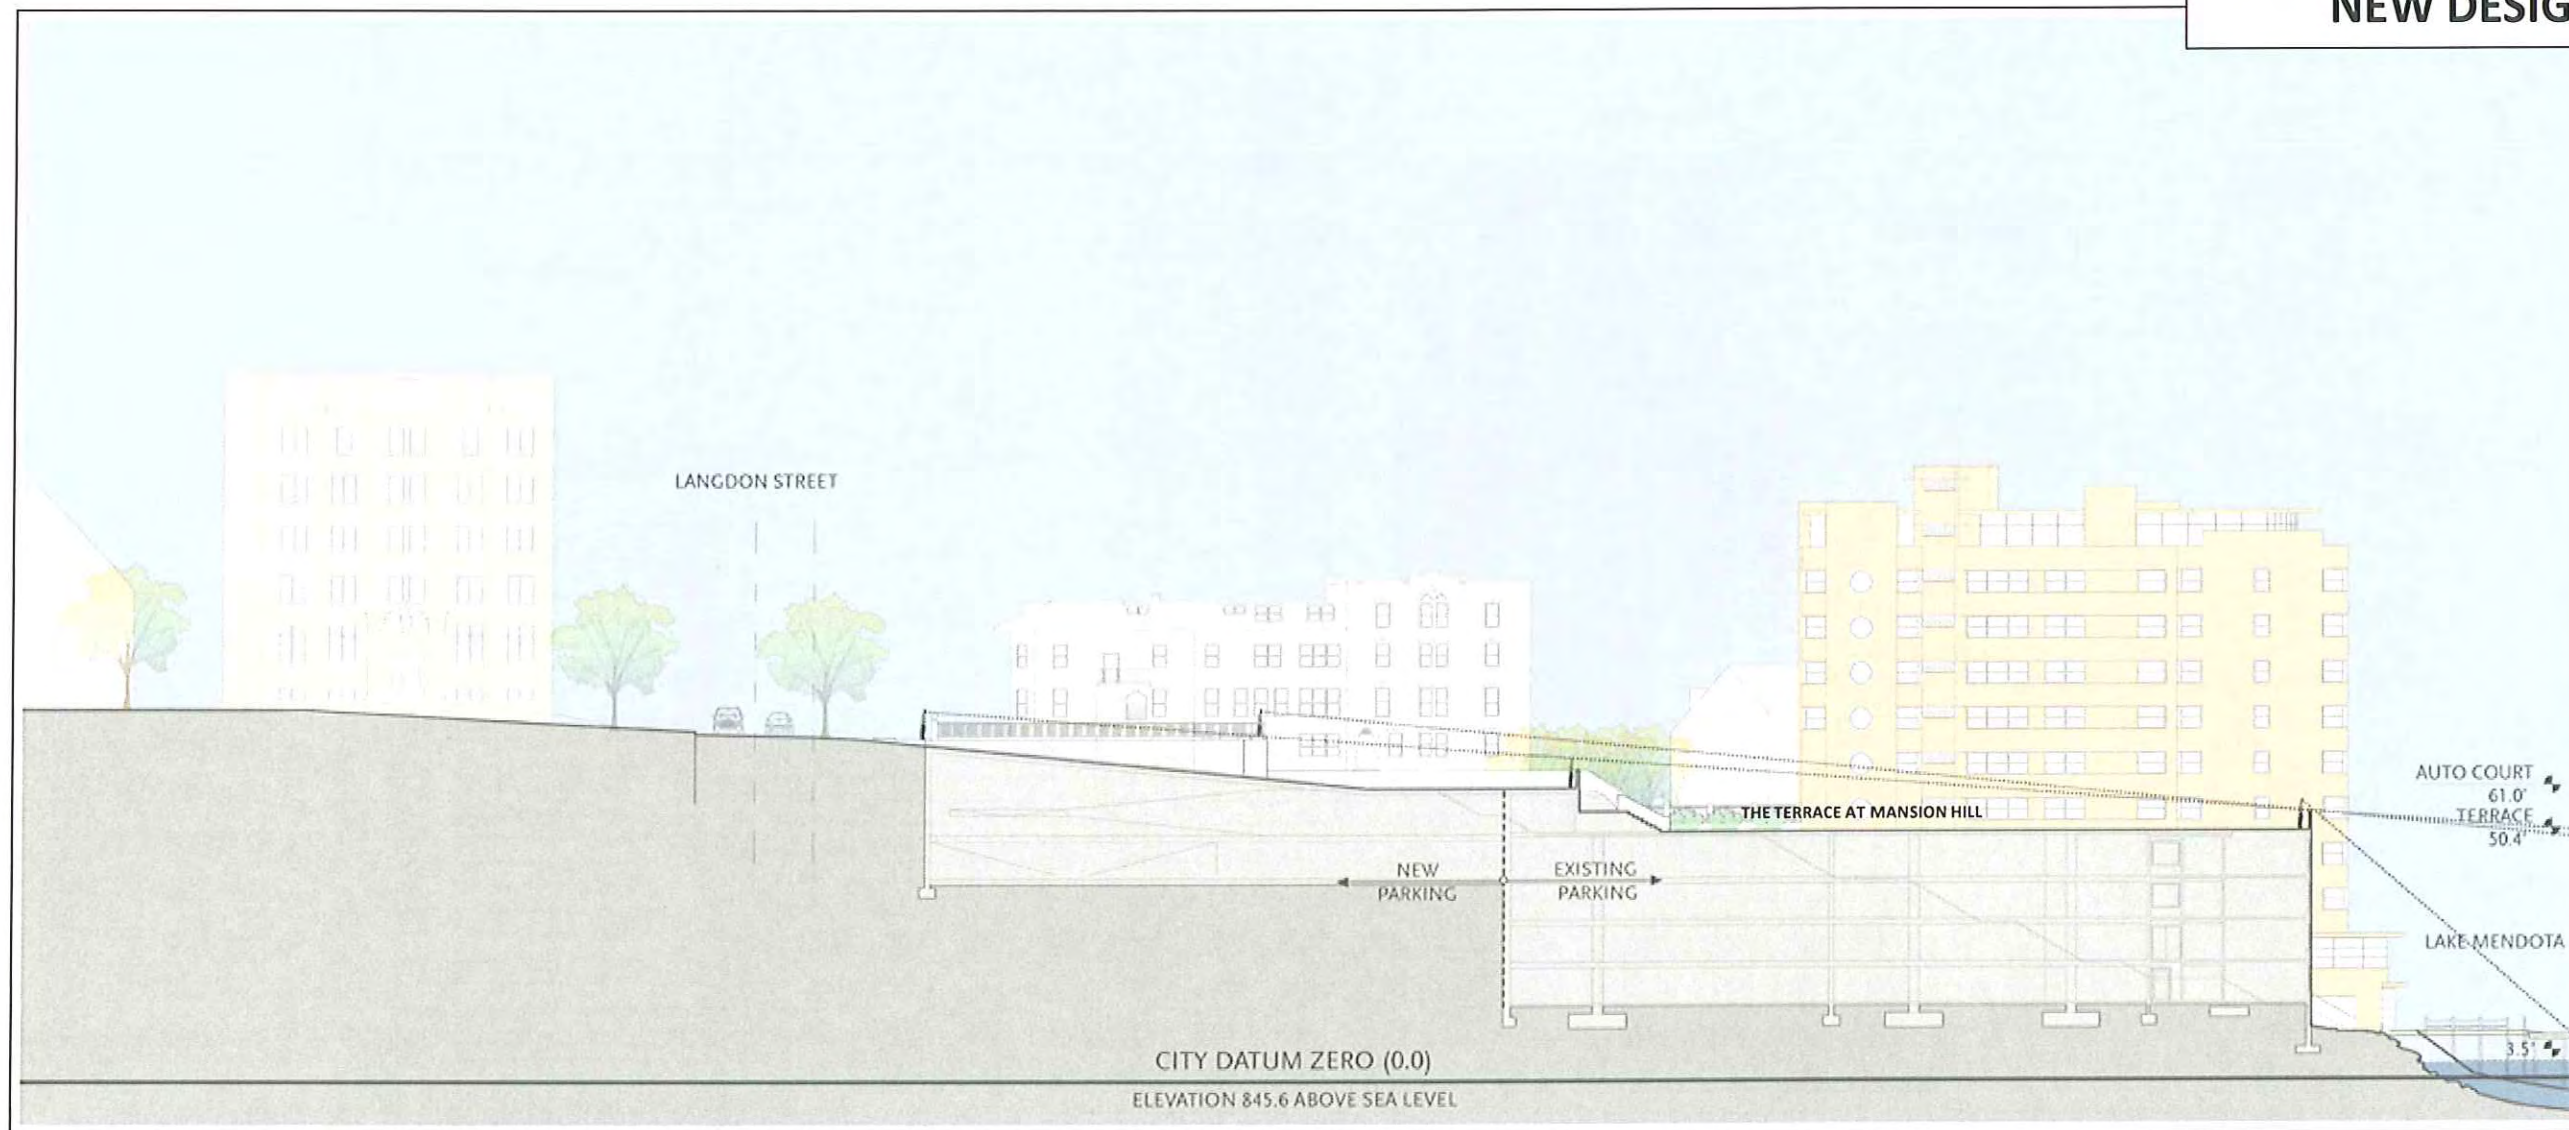 NEW DESIG
LANGDON STREET
AUTO COURT
61.0'
TERRACE
50.4'
THE TERRACE AT MANSION HILL
NEW
PARKING
EXISTING
PARKING
LAKE MENDOTA
3.5'
CITY DATUM ZERO (0.0)
ELEVATION 845.6 ABOVE SEA LEVEL